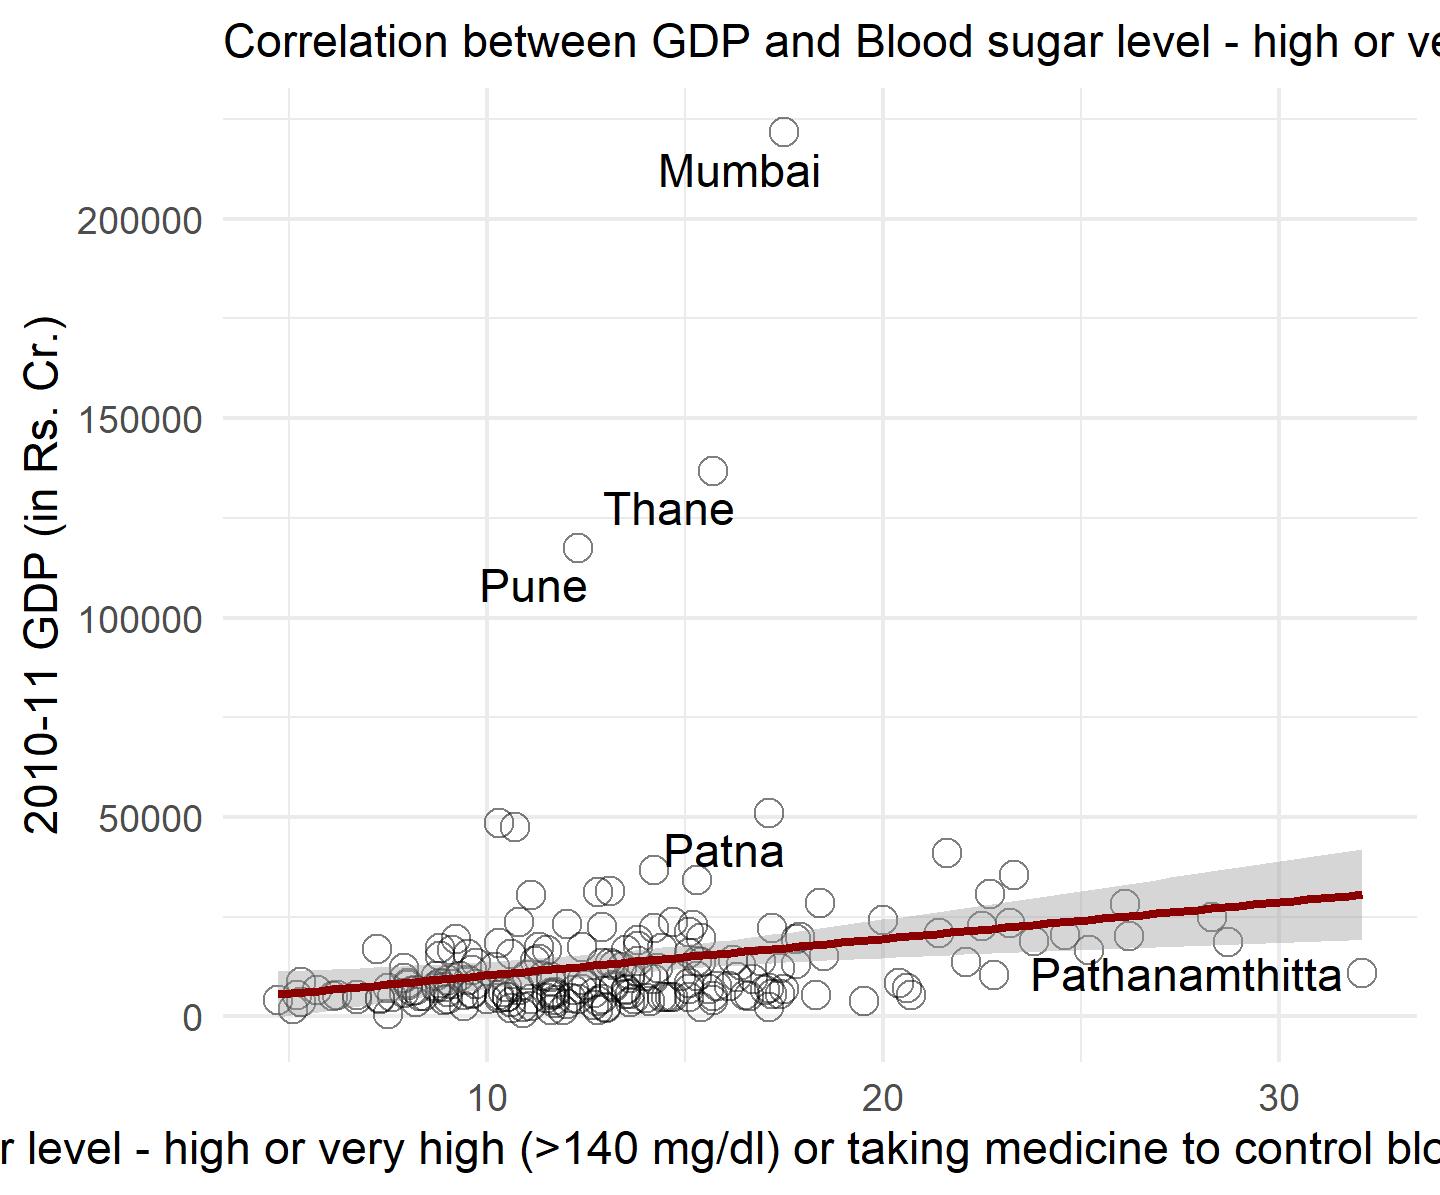 Correlation between GDP and Blood sugar level - high or ve
Mumbai
200000
150000
Thane
Pune
100000
2010-11 GDP (in Rs. Cr.)
50000
Patna
Pathanamthitta
0
10 20 30
r level - high or very high (>140 mg/dl) or taking medicine to control blo